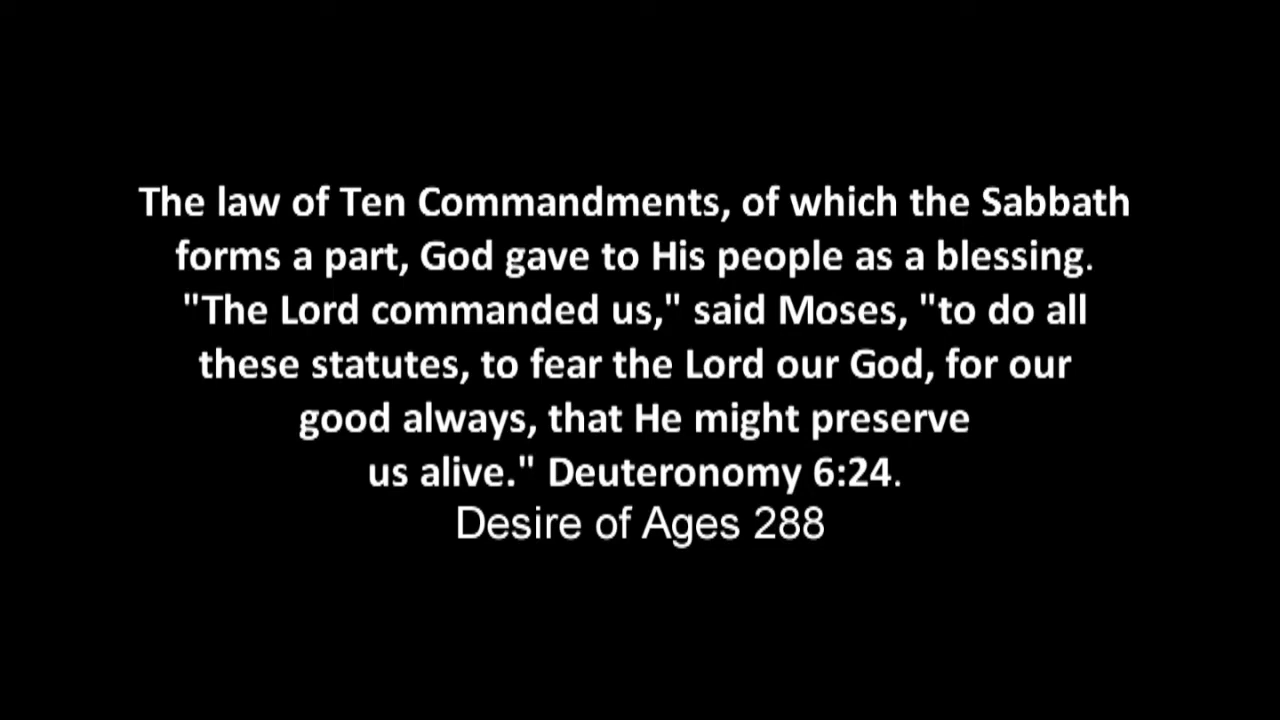 The law of Ten Commandments, of which the Sabbath
forms a part, God gave to His people as a blessing.
"The Lord commanded us," said Moses, "to do all
these statutes, to fear the Lord our God, for our
good always, that He might preserve
us alive." Deuteronomy 6:24.
Desire of Ages 288